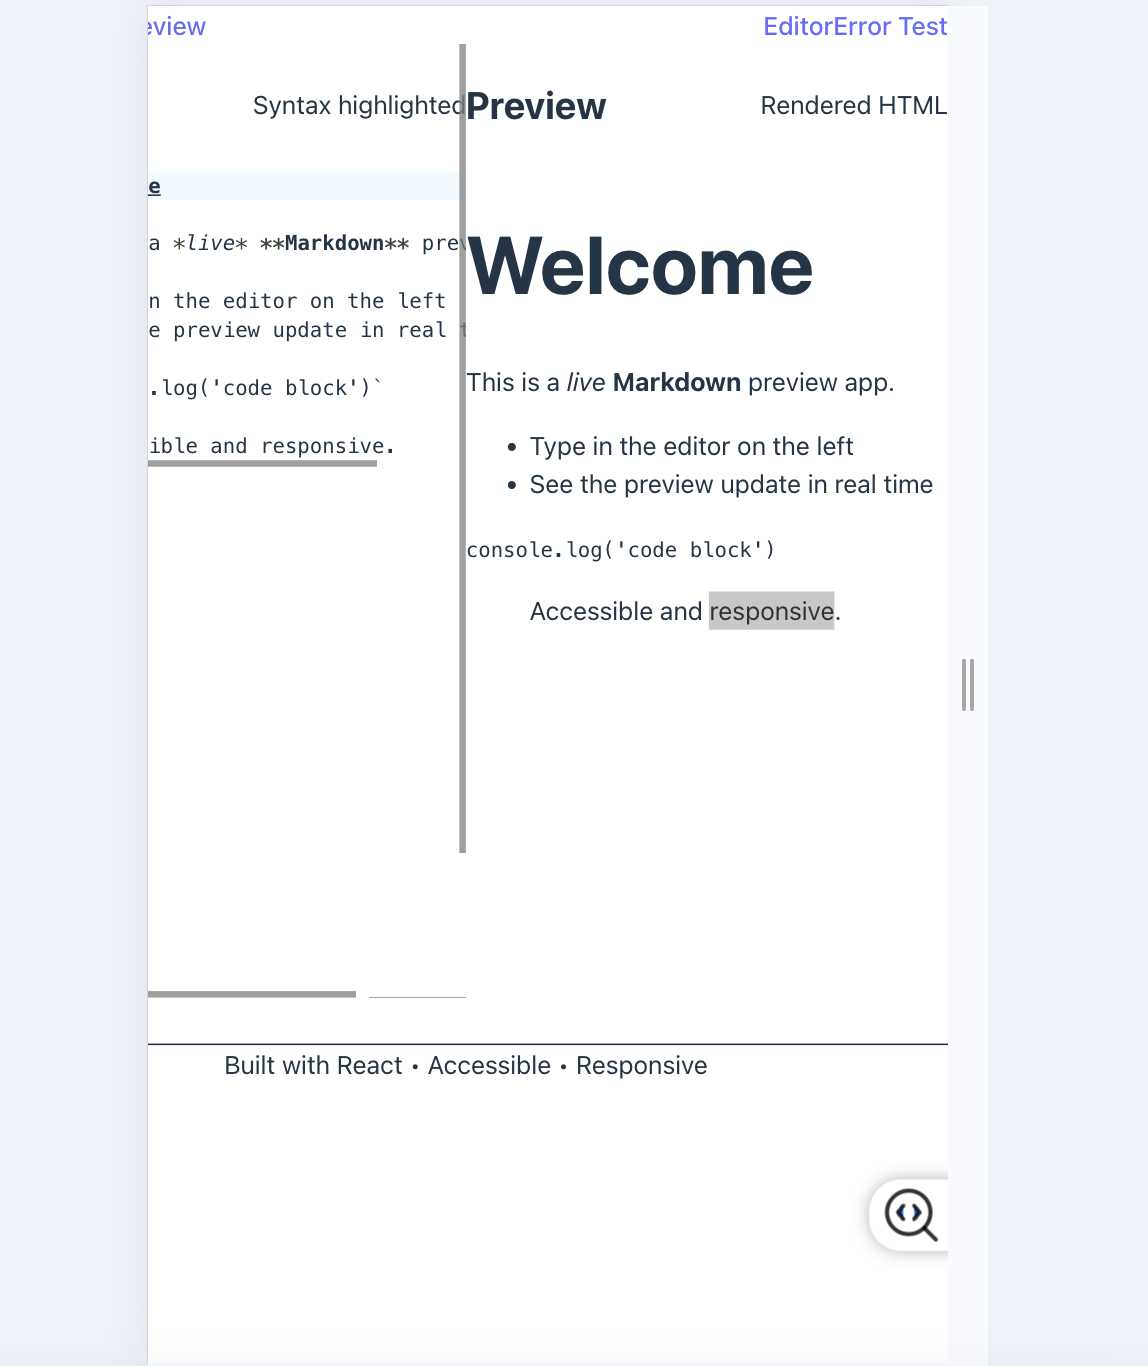 eview
EditorError Test
Syntax highlighted
Preview
Rendered HTML
e
a *live* **Markdown** prev
n the editor on the left
e preview update in real t
.log('code block')`
ible and responsive.
Welcome
This is a live Markdown preview app.
• Type in the editor on the left
• See the preview update in real time
console.log('code block')
Accessible and responsive.
Built with React • Accessible • Responsive